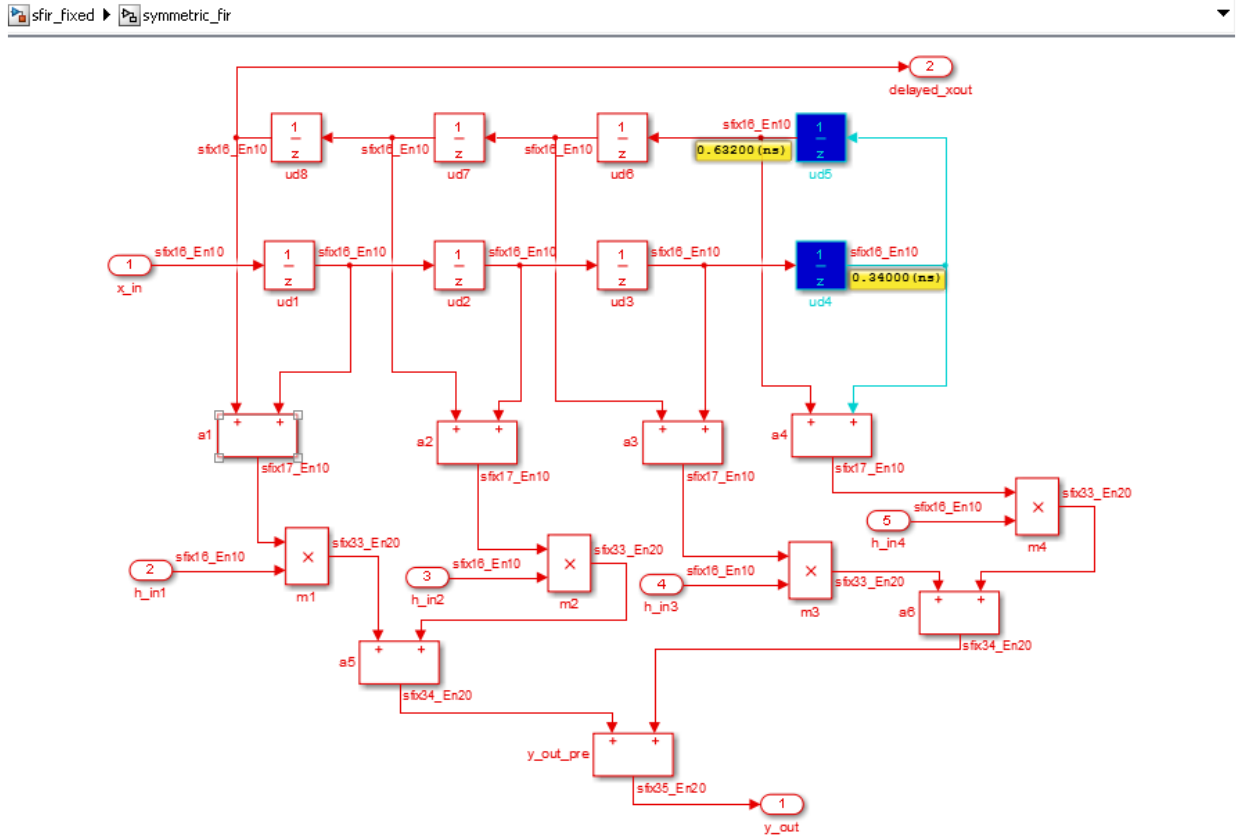 sfir_fixed ▶ symmetric_fir
2
delayed_xout
sfix16_En10
1
z
ud8
sfix16_En10
1
z
ud7
sfix16_En10
1
z
ud6
sfix16_En10
0.63200(ns)
1
z
ud5
1
x_in
sfix16_En10
1
z
ud1
sfix16_En10
1
z
ud2
sfix16_En10
1
z
ud3
sfix16_En10
1
z
ud4
sfix16_En10
0.34000(ns)
a1
+ +
sfix17_En10
a2
+ +
sfix17_En10
a3
+ +
sfix17_En10
a4
+ +
sfix17_En10
5
h_in4
sfix16_En10
×
m4
sfix33_En20
2
h_in1
sfix16_En10
×
m1
sfix33_En20
3
h_in2
sfix16_En10
×
m2
sfix33_En20
4
h_in3
sfix16_En10
×
m3
sfix33_En20
a6
+ +
sfix34_En20
a5
+ +
sfix34_En20
y_out_pre
+ +
sfix35_En20
1
y_out